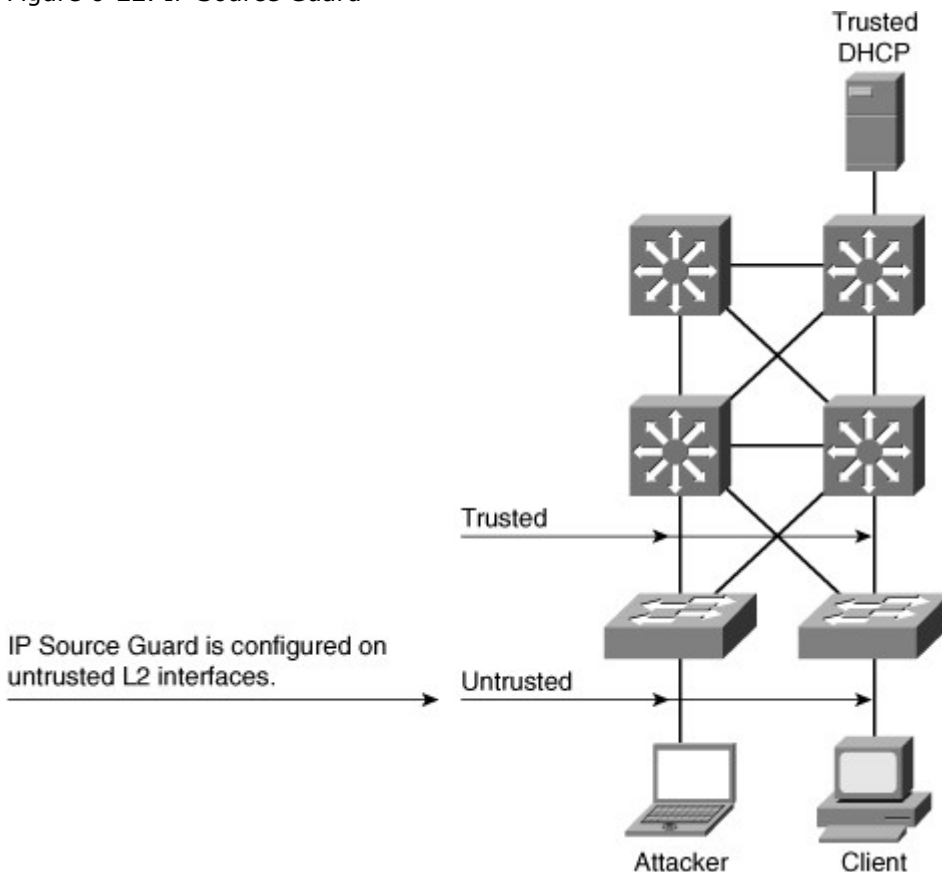 Trusted
DHCP
Trusted
IP Source Guard is configured on
untrusted L2 interfaces.
Untrusted
Attacker
Client